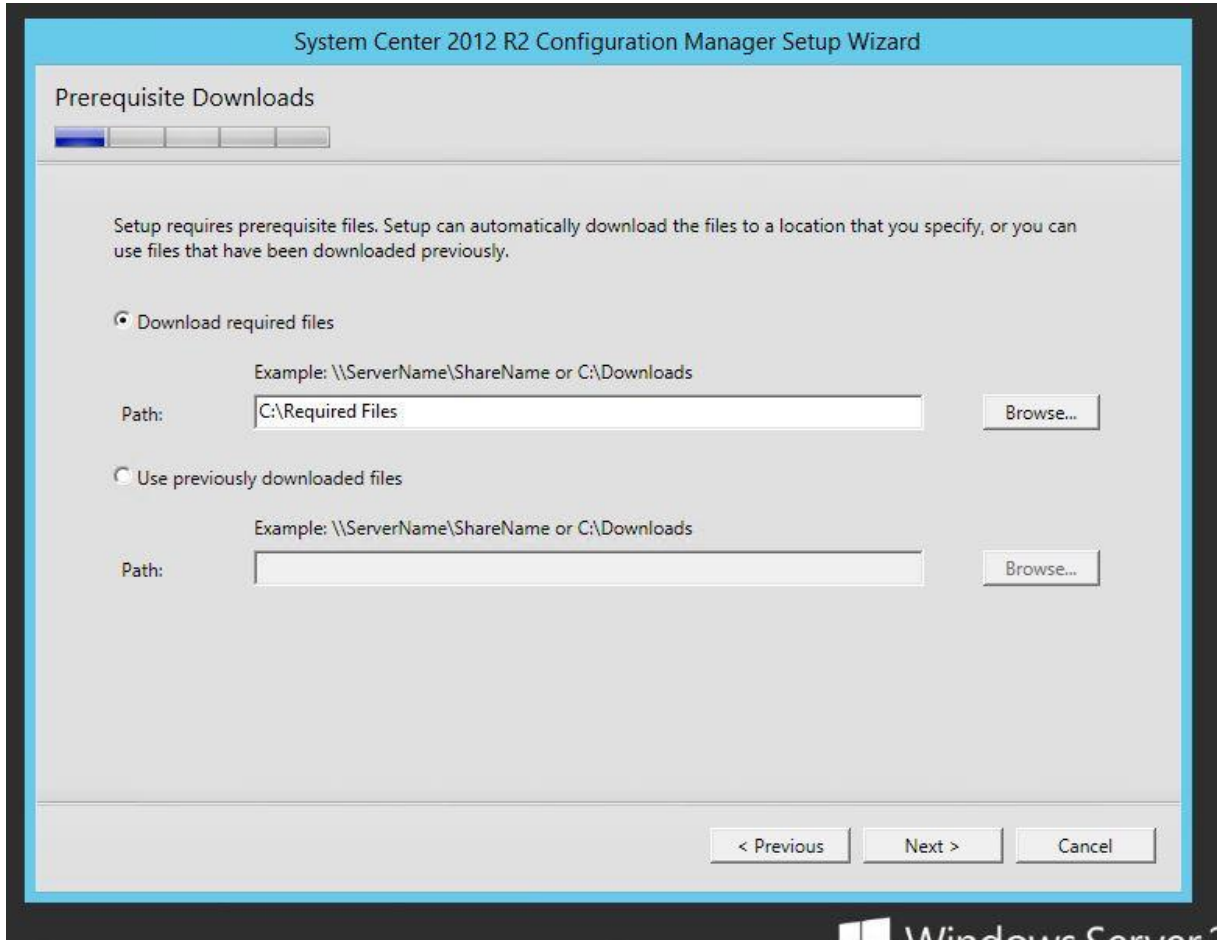 System Center 2012 R2 Configuration Manager Setup Wizard
Prerequisite Downloads
Setup requires prerequisite files. Setup can automatically download the files to a location that you specify, or you can
use files that have been downloaded previously.
Download required files
Example: \\ServerName\ShareName or C:\Downloads
Path:
C:\Required Files
Browse...
Use previously downloaded files
Example: \\ServerName\ShareName or C:\Downloads
Path:
Browse...
< Previous
Next >
Cancel
Windows Server